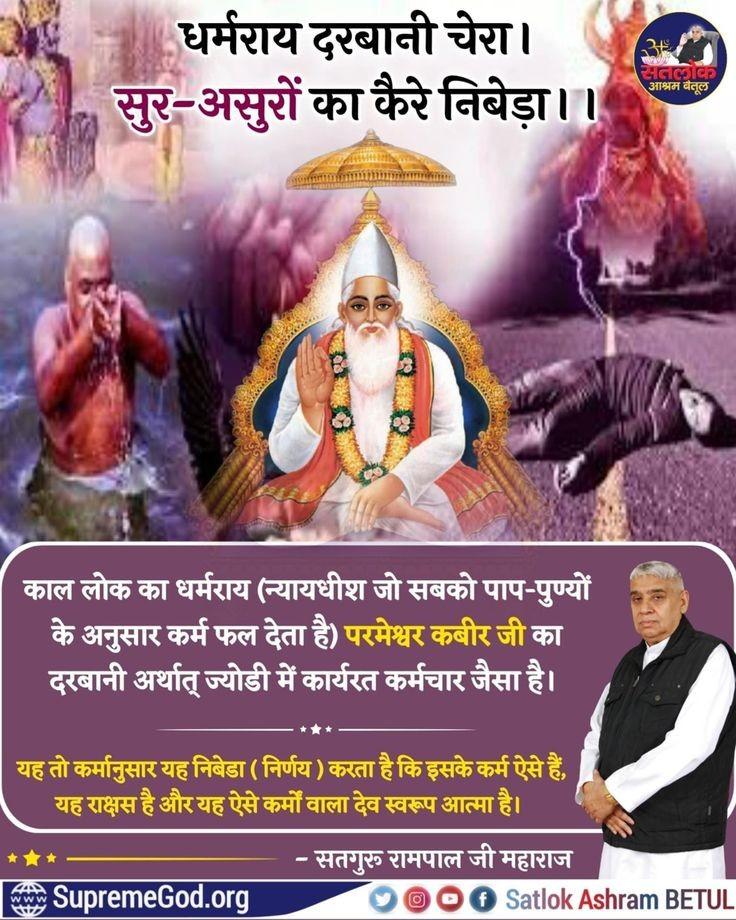 धर्मराय दरबानी चेरा।
सुर-असुरों का कैरे निबेड़ा।।
सतलोक
आश्रम बैतूल
काल लोक का धर्मराय (न्यायधीश जो सबको पाप-पुण्यों
के अनुसार कर्म फल देता है) परमेश्वर कबीर जी का
दरबानी अर्थात् ज्योडी में कार्यरत कर्मचार जैसा है।
यह तो कर्मानुसार यह निबेडा ( निर्णय ) करता है कि इसके कर्म ऐसे हैं,
यह राक्षस है और यह ऐसे कर्मों वाला देव स्वरूप आत्मा है।
- सतगुरू रामपाल जी महाराज
SupremeGod.org
Satlok Ashram BETUL